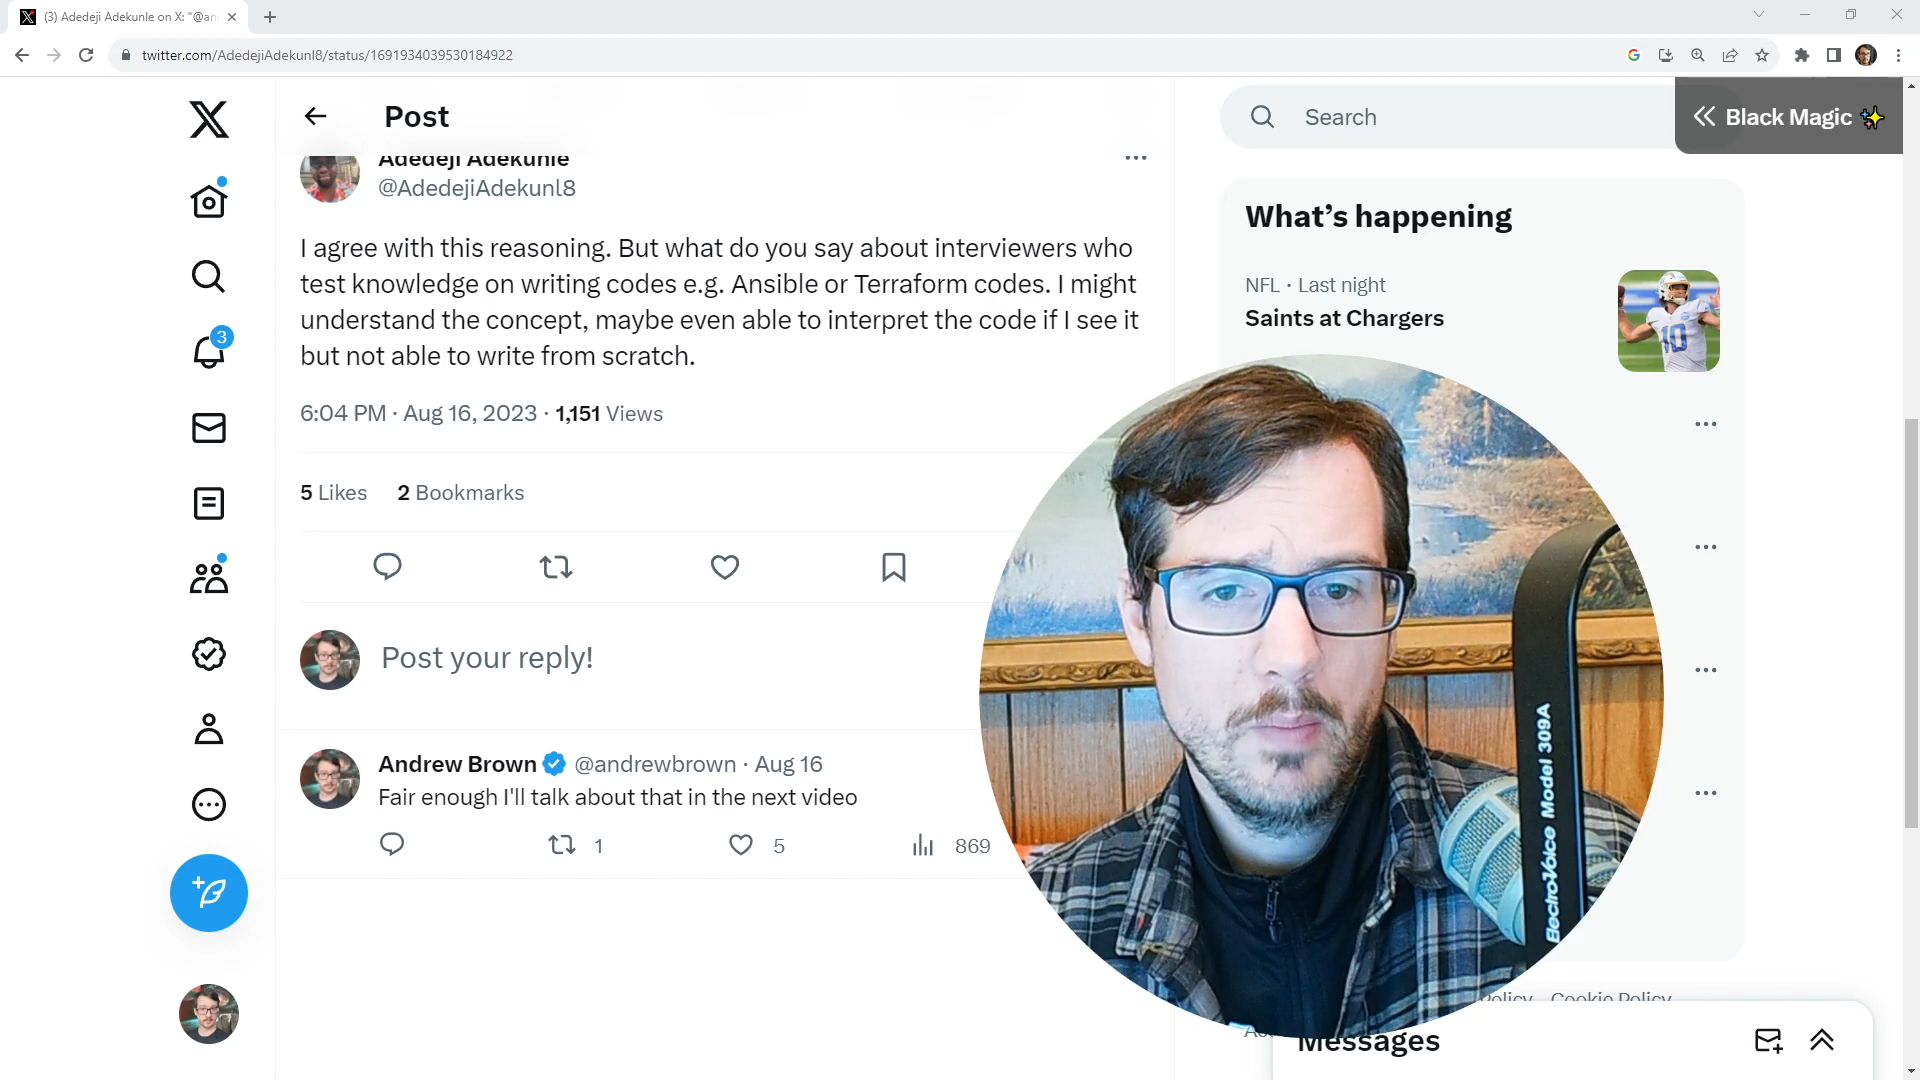 (3) Adedeji Adekunle on X: "@an
twitter.com/AdedejiAdekunl8/status/1691934039530184922
Post
Search
Black Magic ✨
Adedeji Adekunle
@AdedejiAdekunl8
I agree with this reasoning. But what do you say about interviewers who
test knowledge on writing codes e.g. Ansible or Terraform codes. I might
understand the concept, maybe even able to interpret the code if I see it
but not able to write from scratch.
6:04 PM · Aug 16, 2023 · 1,151 Views
5 Likes 2 Bookmarks
Post your reply!
Andrew Brown @andrewbrown · Aug 16
Fair enough I'll talk about that in the next video
1 5 869
3
What's happening
NFL · Last night
Saints at Chargers
10
ElectroVoice Model 309A
Policy Cookie Policy
Messages